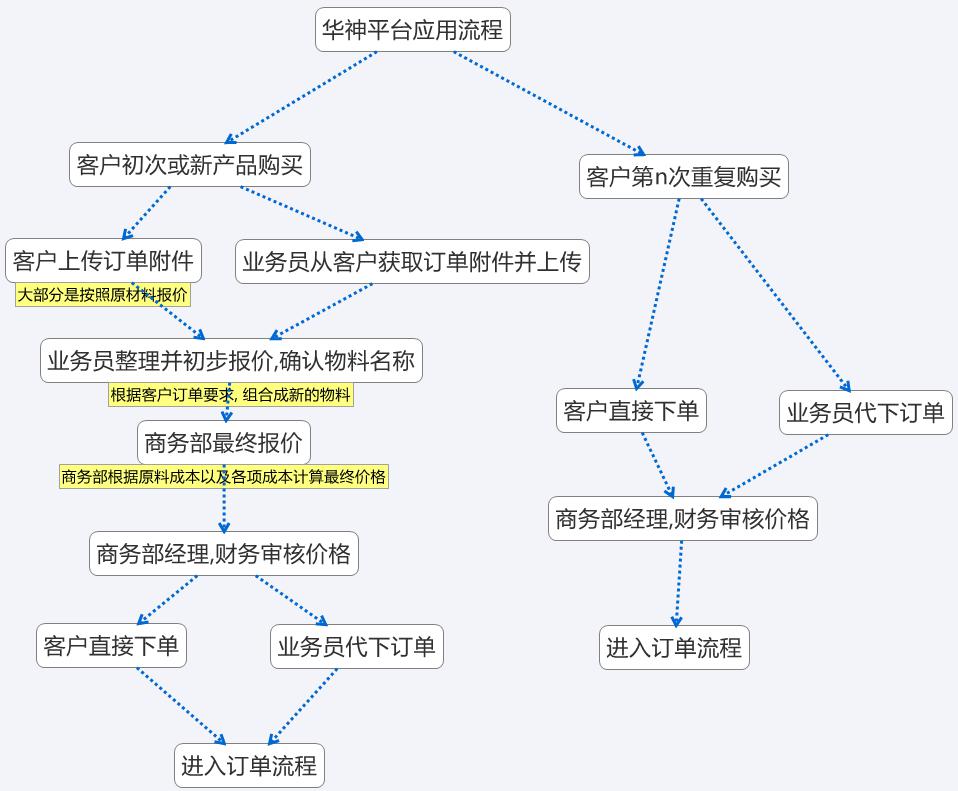 华神平台应用流程
客户初次或新产品购买
客户第n次重复购买
客户上传订单附件
业务员从客户获取订单附件并上传
大部分是按照原材料报价
业务员整理并初步报价,确认物料名称
根据客户订单要求, 组合成新的物料
客户直接下单
业务员代下订单
商务部最终报价
商务部根据原料成本以及各项成本计算最终价格
商务部经理,财务审核价格
商务部经理,财务审核价格
客户直接下单
业务员代下订单
进入订单流程
进入订单流程